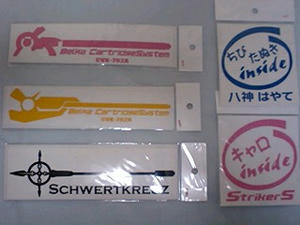 Belka CartridgeSystem
CVK-792A
Belka CartridgeSystem
CVK-792R
SCHWERTKREUZ
ちび たぬき
inside
八神 はやて
キャロ
inside
StrikerS